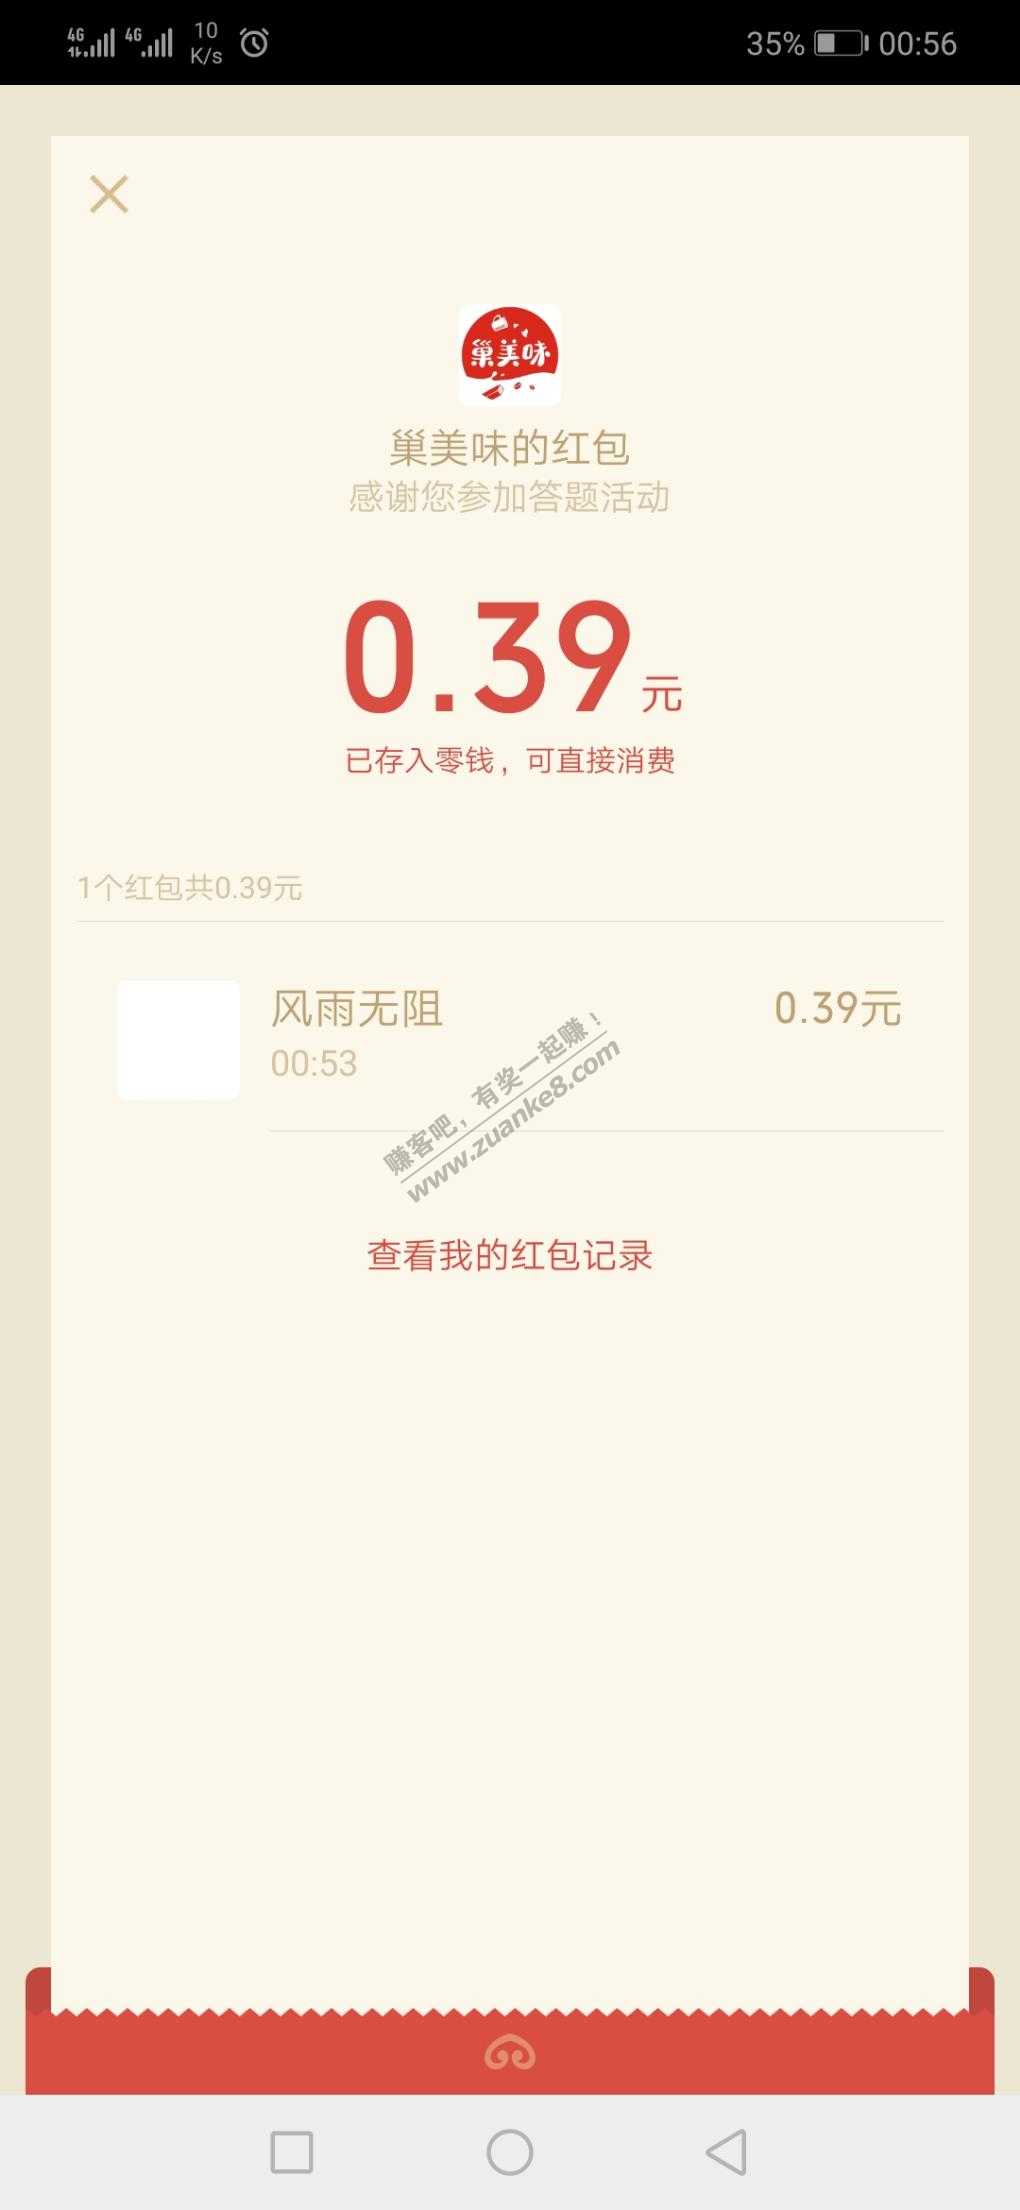 4G 4G 10 K/s 35% 00:56
巢美味
巢美味的红包
感谢您参加答题活动
0.39元
已存入零钱，可直接消费
1个红包共0.39元
风雨无阻 0.39元
00:53
赚客吧，有奖一起赚！
www.zuanke8.com
查看我的红包记录